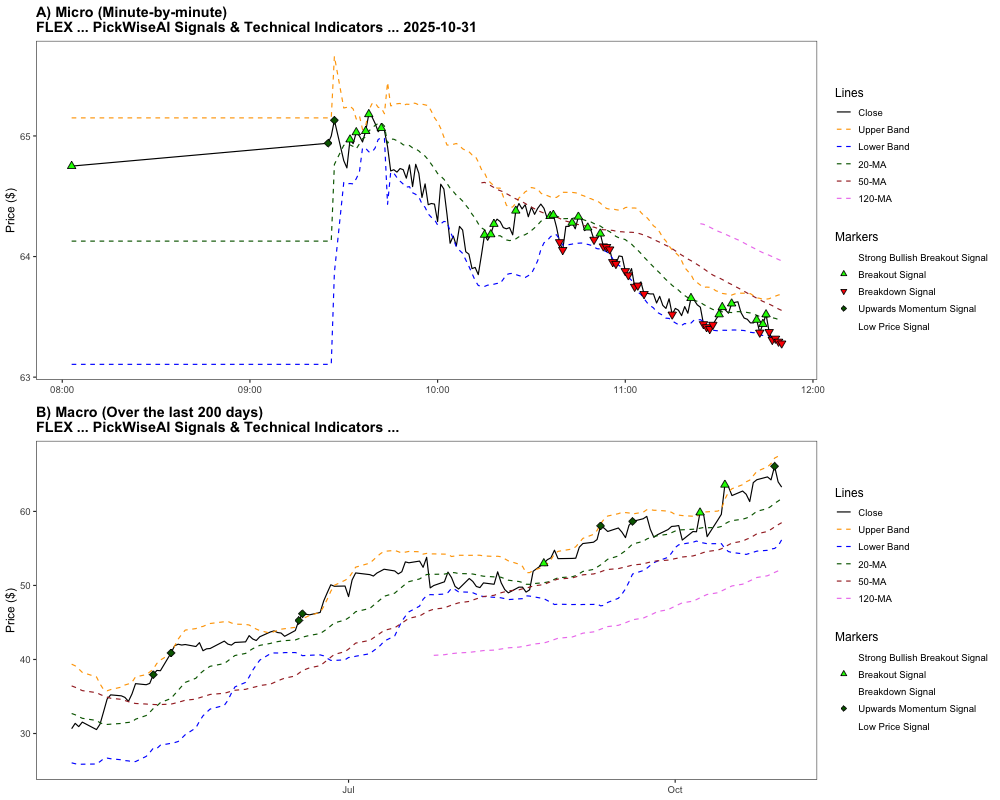 A) Micro (Minute-by-minute)
FLEX ... PickWiseAI Signals & Technical Indicators ... 2025-10-31
Price ($)
65
64
63
08:00
09:00
10:00
11:00
12:00
Lines
Close
Upper Band
Lower Band
20-MA
50-MA
120-MA
Markers
Strong Bullish Breakout Signal
Breakout Signal
Breakdown Signal
Upwards Momentum Signal
Low Price Signal
B) Macro (Over the last 200 days)
FLEX ... PickWiseAI Signals & Technical Indicators ...
Price ($)
60
50
40
30
Jul
Oct
Lines
Close
Upper Band
Lower Band
20-MA
50-MA
120-MA
Markers
Strong Bullish Breakout Signal
Breakout Signal
Breakdown Signal
Upwards Momentum Signal
Low Price Signal